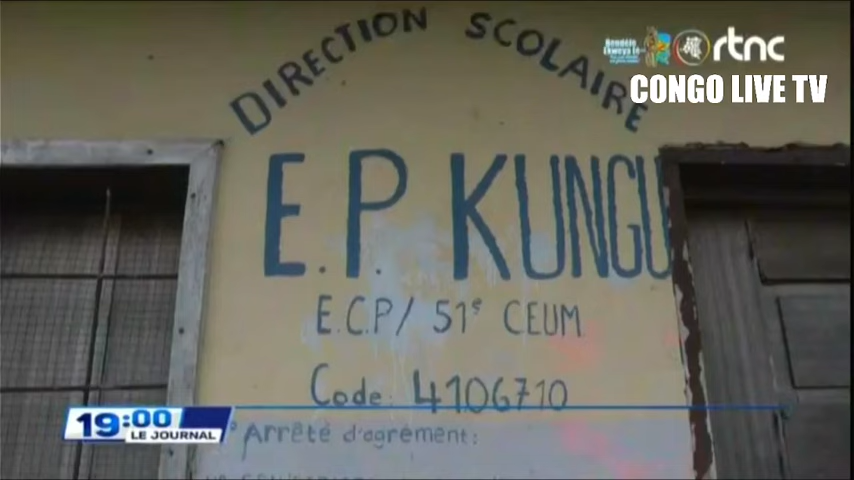 DIRECTION SCOLAIRE
rtnc
CONGO LIVE TV
E.P. KUNGU
E.C.P/ 51e CEUM
Code: 4106710
19:00
LE JOURNAL
° Arrêté d'agrément: